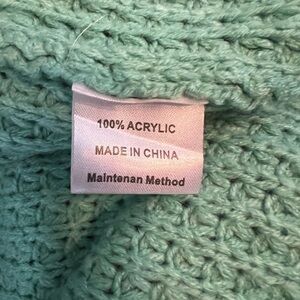 100% ACRYLIC
MADE IN CHINA
Maintenan Method